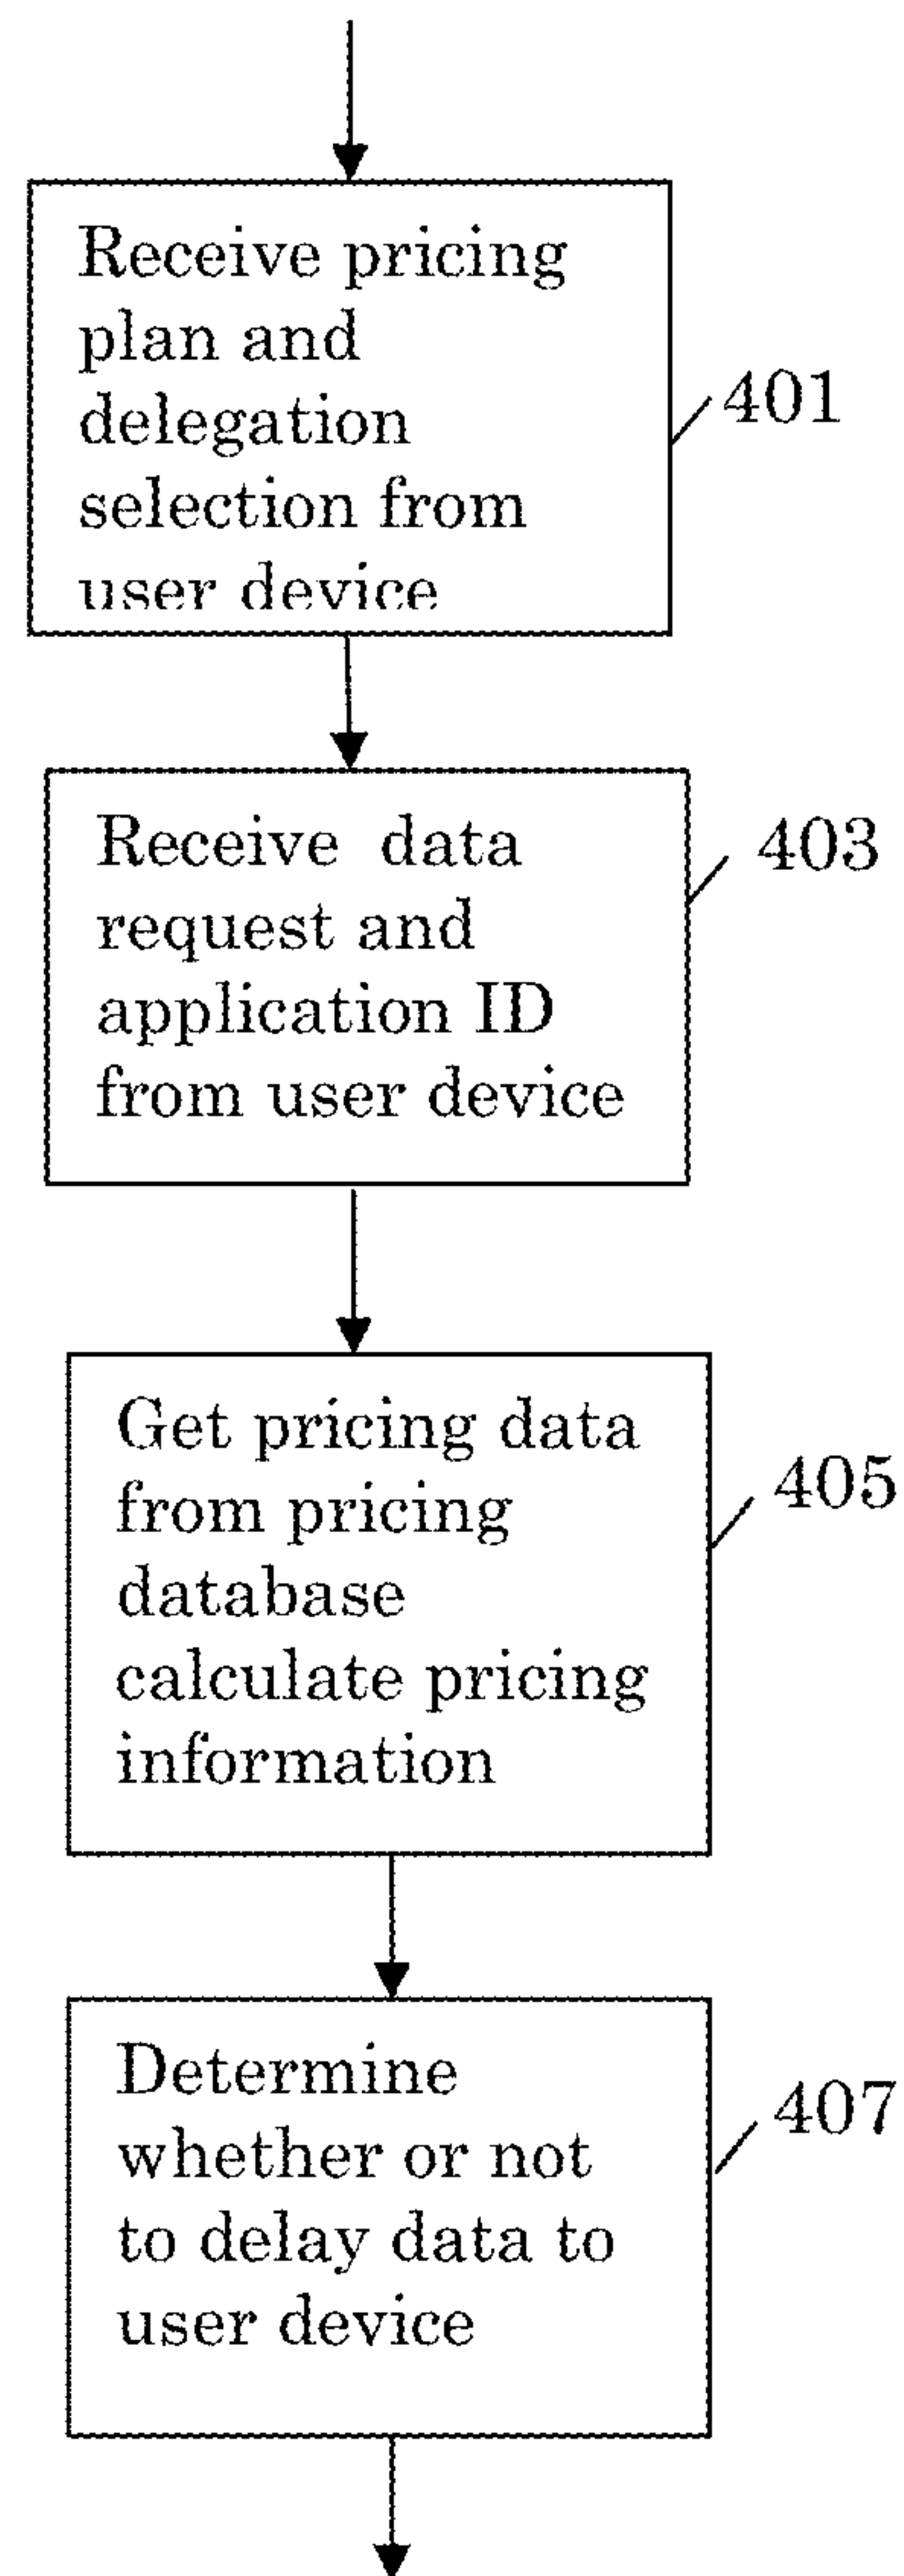 Receive pricing
plan and
delegation
selection from
user device
401
Receive data
request and
application ID
from user device
403
Get pricing data
from pricing
database
calculate pricing
information
405
Determine
whether or not
to delay data to
user device
407